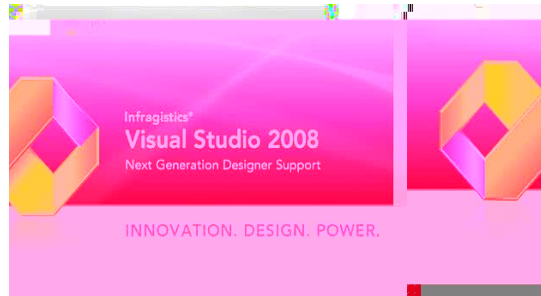 Infragistics®
Visual Studio 2008
Next Generation Designer Support
INNOVATION. DESIGN. POWER.